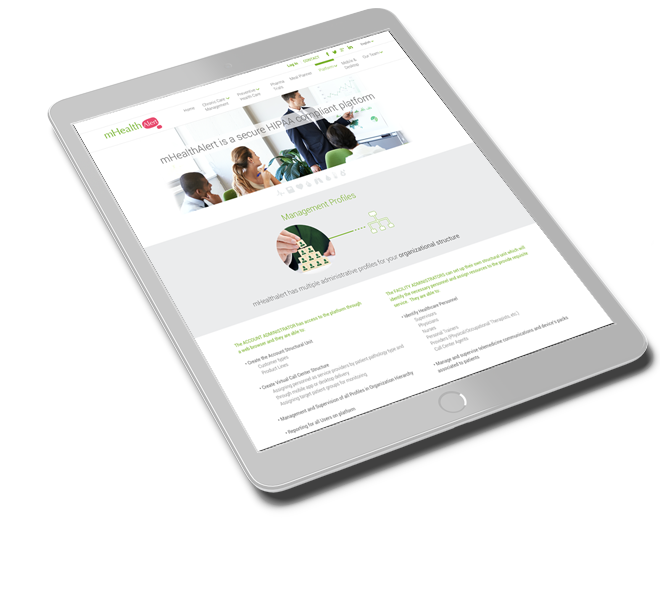 Log In CONTACT
English
mHealth Alert
Home
Chronic Care Management
Preventive Health Care
Pharma Trials
Meal Planner
Platform
Mobile & Desktop
Our Team
mHealthAlert is a secure HIPAA compliant platform
Management Profiles
mHealthalert has multiple administrative profiles for your organizational structure
The ACCOUNT ADMINISTRATOR has access to the platform through
a web browser and they are able to:
• Create the Account Structural Unit
Customer Types
Product Lines
• Create Virtual Call Center Structure
Assigning personnel as service providers by patient pathology type and
through mobile app or desktop delivery
Assigning target patient groups for monitoring
• Management and Supervision of all Profiles in Organization Hierarchy
• Reporting for all Users on platform
The FACILITY ADMINISTRATORS can set up their own structural unit which will
identify the necessary personnel and assign resources to the provide required
service. They are able to:
• Identify Healthcare Personnel
Supervisors
Physicians
Nurses
Personal Trainers
Providers (Physical/Occupational Therapists etc.)
Call Center Agents
• Manage and supervise telemedicine communications and device's packs
associated to patients